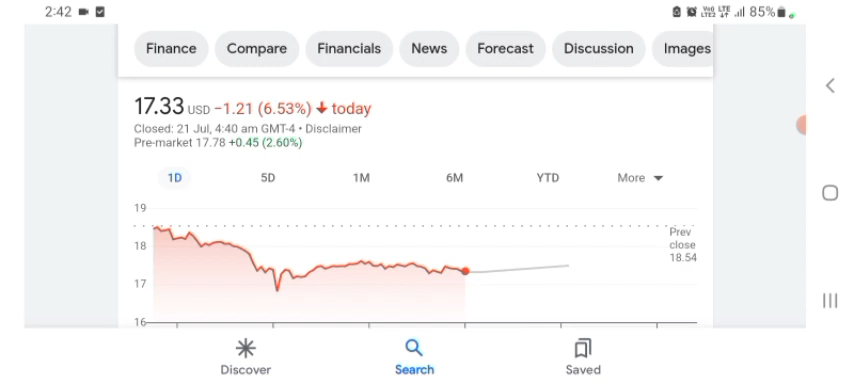 2:42 85%
Finance Compare Financials News Forecast Discussion Images
17.33 USD −1.21 (6.53%) today
Closed: 21 Jul, 4:40 am GMT-4 • Disclaimer
Pre-market 17.78 +0.45 (2.60%)
1D 5D 1M 6M YTD More
19
18
17
16
Prev
close
18.54
Discover Search Saved